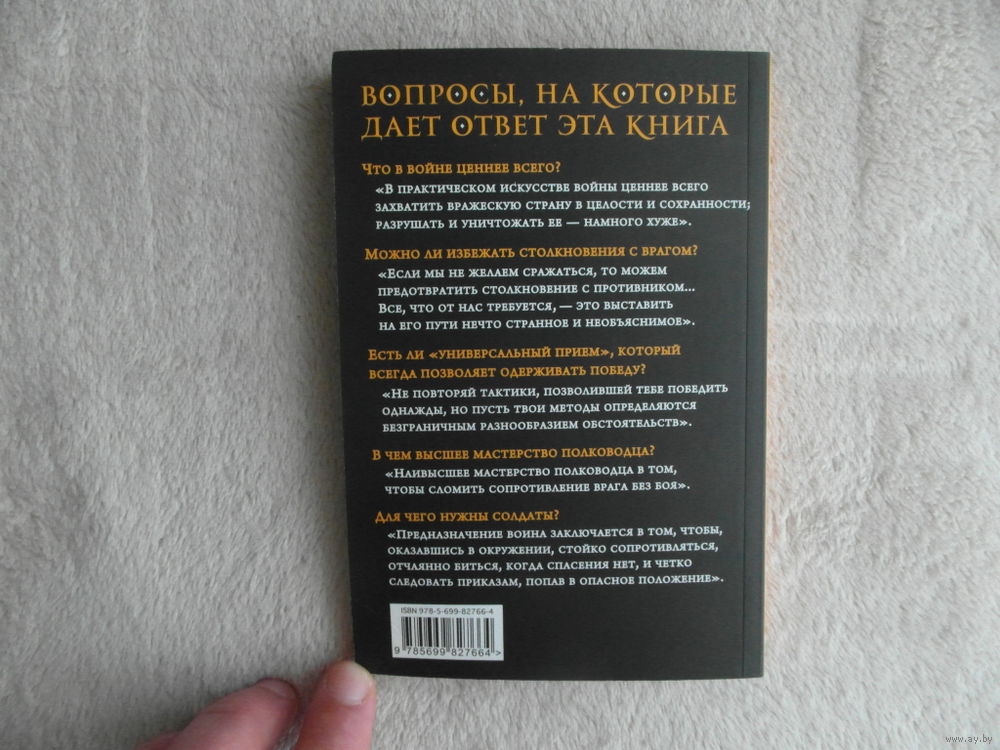 ВОПРОСЫ, НА КОТОРЫЕ
ДАЕТ ОТВЕТ ЭТА КНИГА
Что в войне ценнее всего?
«В практическом искусстве войны ценнее всего
захватить вражескую страну в целости и сохранности;
разрушать и уничтожать ее — намного хуже».
Можно ли избежать столкновения с врагом?
«Если мы не желаем сражаться, то можем
предотвратить столкновение с противником...
Все, что от нас требуется, — это выставить
на его пути нечто странное и необъяснимое».
Есть ли «универсальный прием», который
всегда позволяет одерживать победу?
«Не повторяй тактики, позволившей тебе победить
однажды, но пусть твои методы определяются
безграничным разнообразием обстоятельств».
В чем высшее мастерство полководца?
«Наивысшее мастерство полководца в том,
чтобы сломить сопротивление врага без боя».
Для чего нужны солдаты?
«Предназначение воина заключается в том, чтобы,
оказавшись в окружении, стойко сопротивляться,
отчаянно биться, когда спасения нет, и четко
следовать приказам, попав в опасное положение».
ISBN 978-5-699-82766-4
9 785699 827664 >
www.ay.by